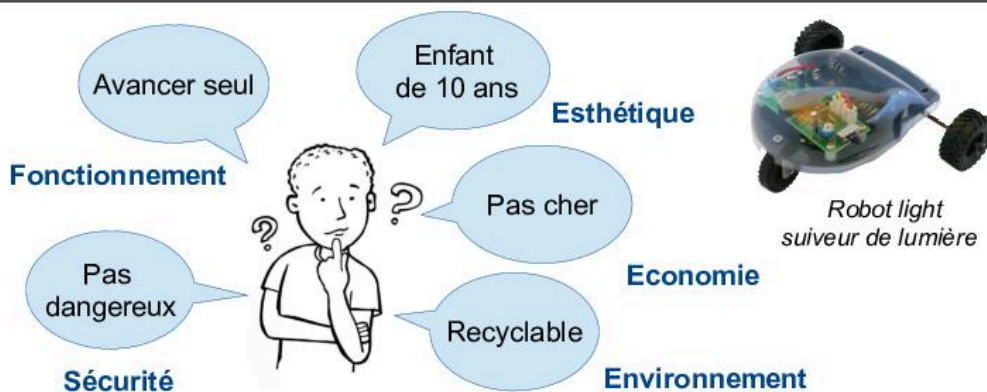 Avancer seul
Enfant
de 10 ans
Esthétique
Fonctionnement
Pas cher
Robot light
suiveur de lumière
Pas
dangereux
Economie
Recyclable
Sécurité
Environnement
? ?